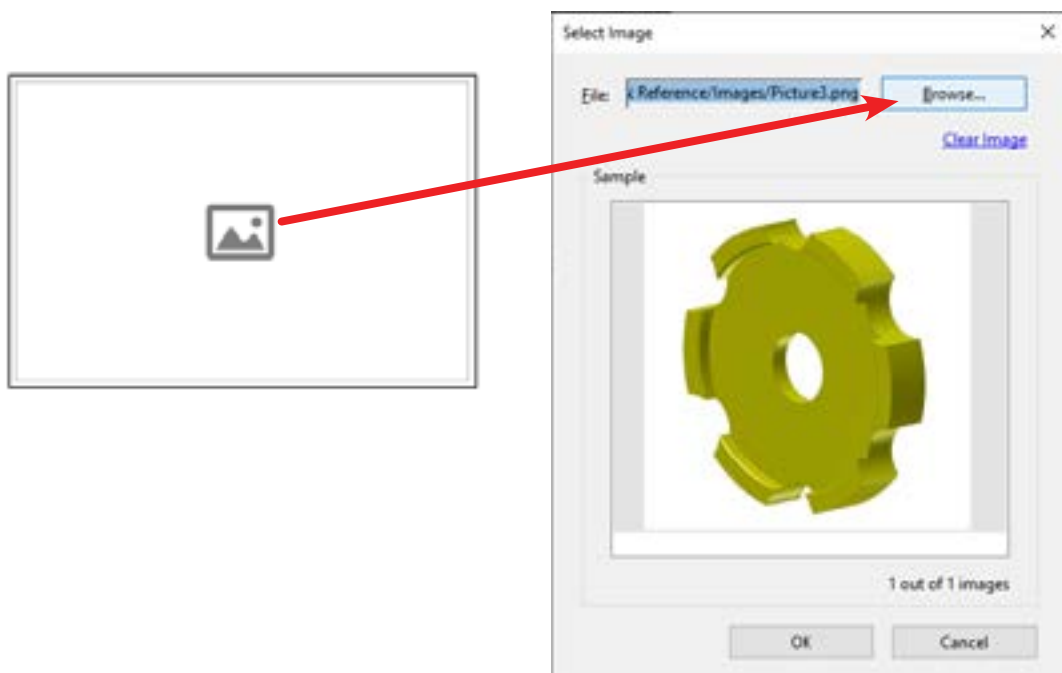 Select Image
File: k Reference/Images/Picture3.png Browse...
Clear Image
Sample
1 out of 1 images
OK Cancel